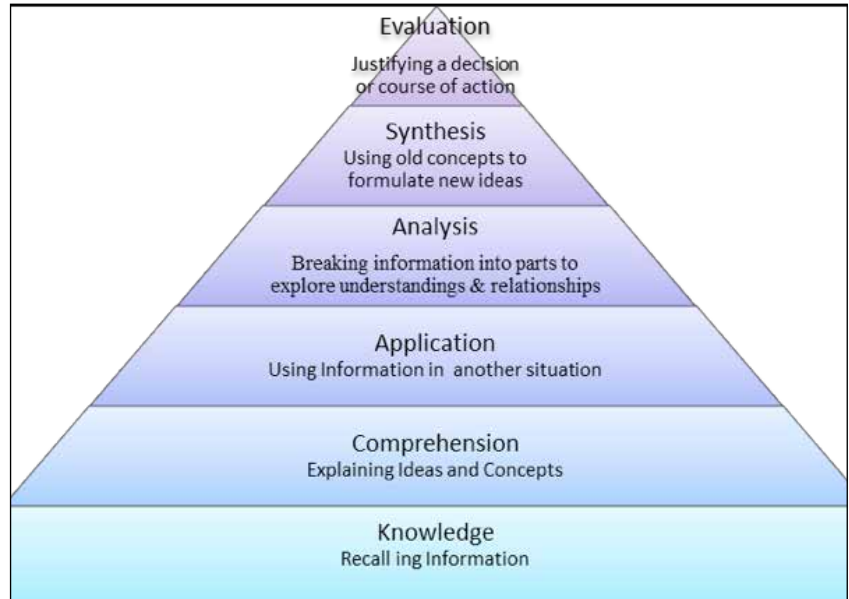 Evaluation
Justifying a decision
or course of action
Synthesis
Using old concepts to
formulate new ideas
Analysis
Breaking information into parts to
explore understandings & relationships
Application
Using Information in another situation
Comprehension
Explaining Ideas and Concepts
Knowledge
Recall ing Information